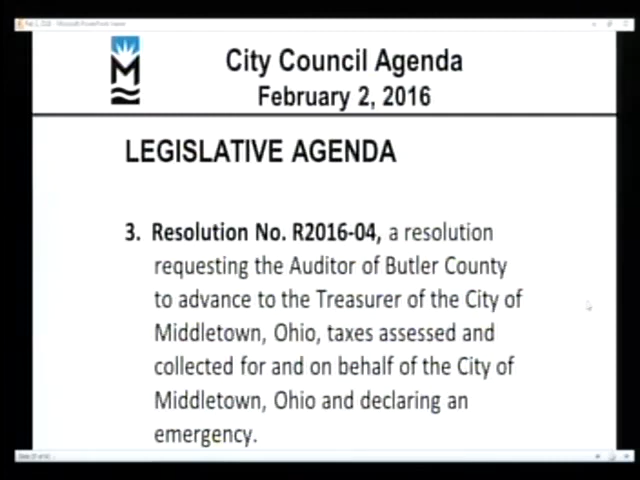 City Council Agenda
February 2, 2016
M
LEGISLATIVE AGENDA
3. Resolution No. R2016-04, a resolution
requesting the Auditor of Butler County
to advance to the Treasurer of the City of
Middletown, Ohio, taxes assessed and
collected for and on behalf of the City of
Middletown, Ohio and declaring an
emergency.